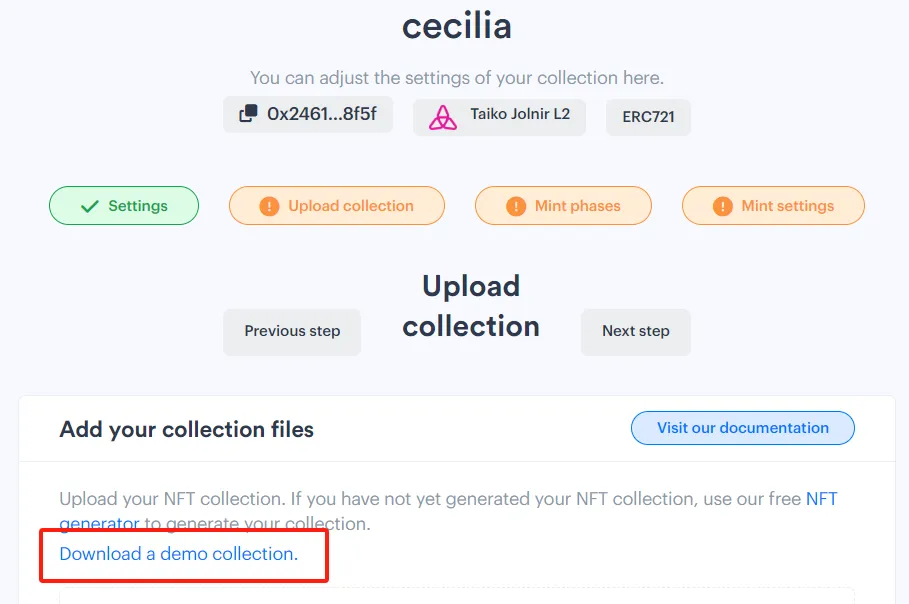 cecilia
You can adjust the settings of your collection here.
0x2461...8f5f Taiko Jolnir L2 ERC721
Settings Upload collection Mint phases Mint settings
Upload
collection
Previous step Next step
Add your collection files Visit our documentation
Upload your NFT collection. If you have not yet generated your NFT collection, use our free NFT
generator to generate your collection.
Download a demo collection.